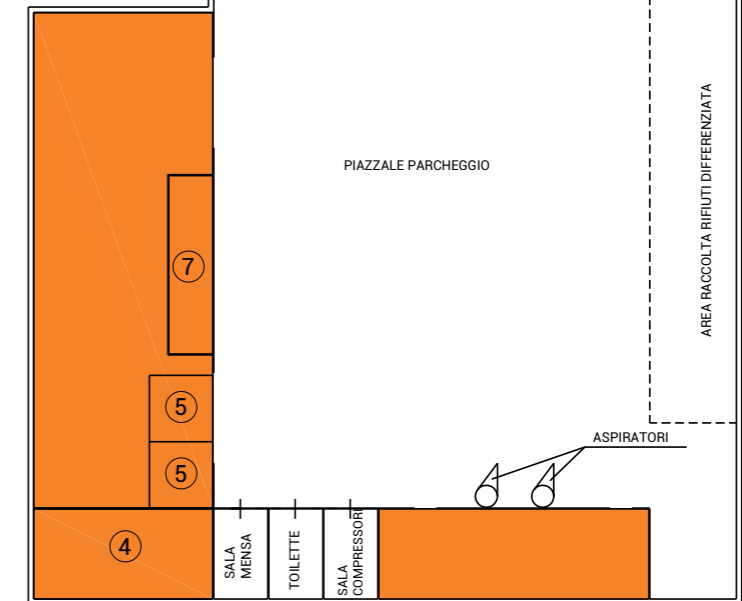 PIAZZALE PARCHEGGIO
AREA RACCOLTA RIFIUTI DIFFERENZIATA
7
5
ASPIRATORI
5
4
SALA
MENSA
TOILETTE
SALA
COMPRESSORI